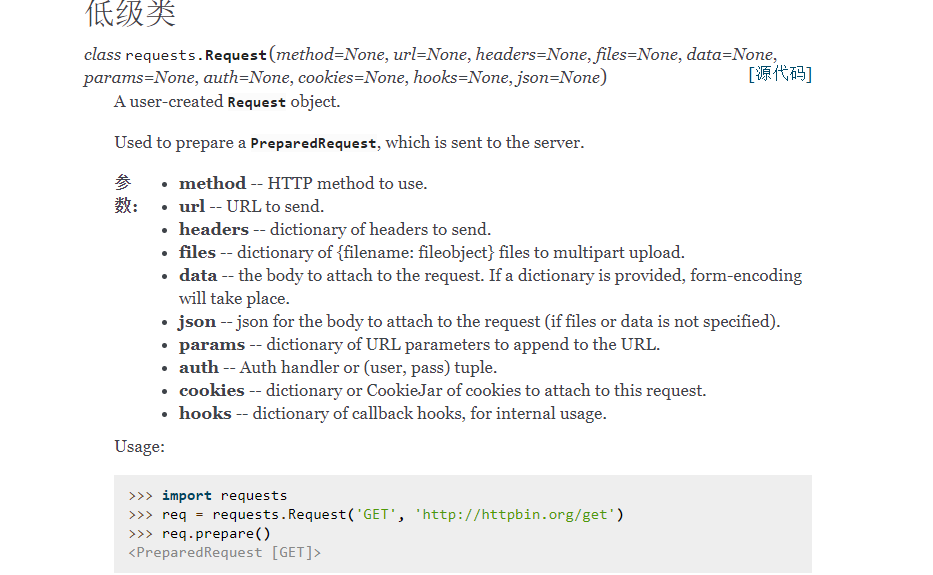 低级类
class requests.Request(method=None, url=None, headers=None, files=None, data=None,
params=None, auth=None, cookies=None, hooks=None, json=None) [源代码]
A user-created Request object.
Used to prepare a PreparedRequest, which is sent to the server.
参数:
• method -- HTTP method to use.
• url -- URL to send.
• headers -- dictionary of headers to send.
• files -- dictionary of {filename: fileobject} files to multipart upload.
• data -- the body to attach to the request. If a dictionary is provided, form-encoding
will take place.
• json -- json for the body to attach to the request (if files or data is not specified).
• params -- dictionary of URL parameters to append to the URL.
• auth -- Auth handler or (user, pass) tuple.
• cookies -- dictionary or CookieJar of cookies to attach to this request.
• hooks -- dictionary of callback hooks, for internal usage.
Usage:
>>> import requests
>>> req = requests.Request('GET', 'http://httpbin.org/get')
>>> req.prepare()
<PreparedRequest [GET]>